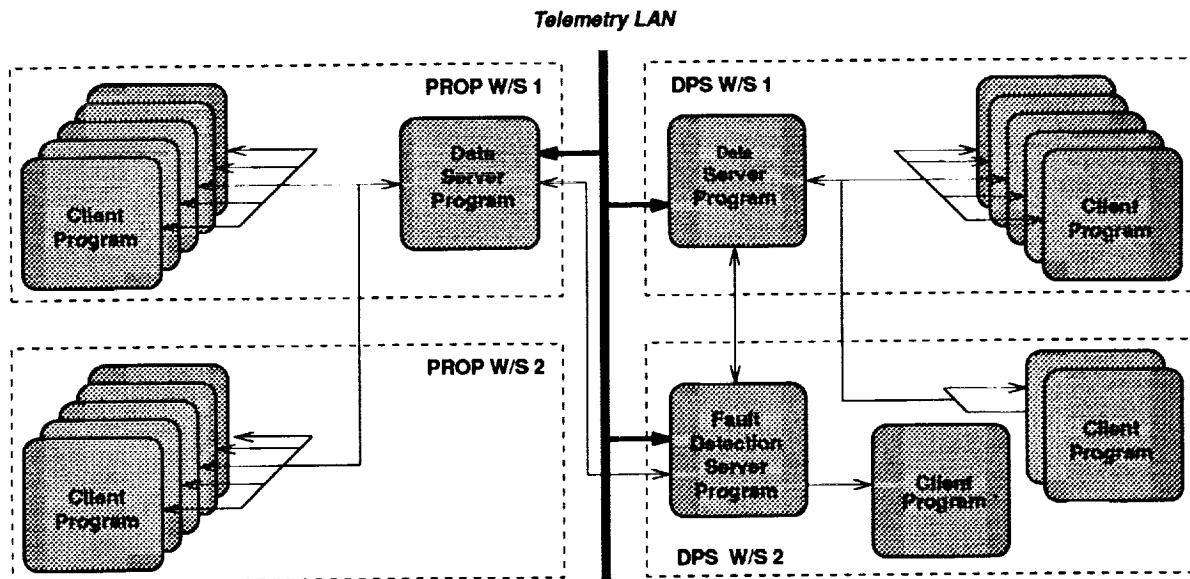 Telemetry LAN
PROP W/S 1
Client
Program
Data
Server
Program
DPS W/S 1
Data
Server
Program
Client
Program
PROP W/S 2
Client
Program
Fault
Detection
Server
Program
Client
Program
Client
Program
DPS W/S 2